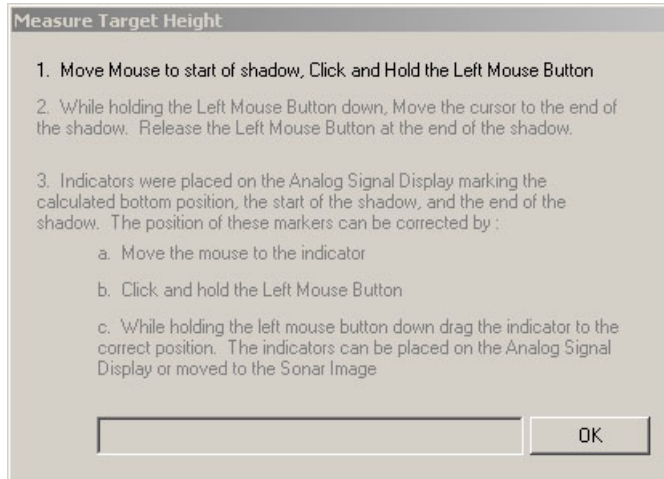 Measure Target Height
1. Move Mouse to start of shadow, Click and Hold the Left Mouse Button
2. While holding the Left Mouse Button down, Move the cursor to the end of
the shadow. Release the Left Mouse Button at the end of the shadow.
3. Indicators were placed on the Analog Signal Display marking the
calculated bottom position, the start of the shadow, and the end of the
shadow. The position of these markers can be corrected by :
a. Move the mouse to the indicator
b. Click and hold the Left Mouse Button
c. While holding the left mouse button down drag the indicator to the
correct position. The indicators can be placed on the Analog Signal
Display or moved to the Sonar Image
OK